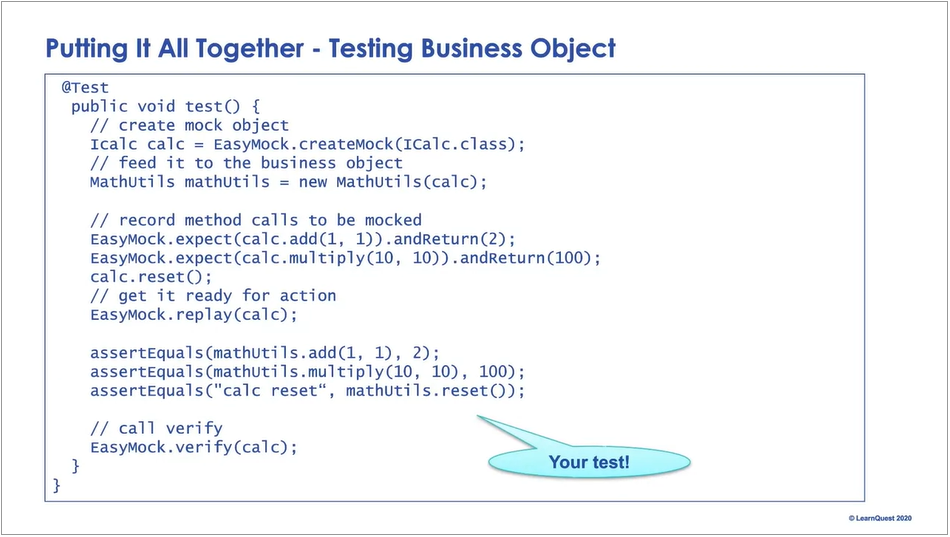 Putting It All Together - Testing Business Object
@Test
public void test() {
// create mock object
Icalc calc = EasyMock.createMock(ICalc.class);
// feed it to the business object
MathUtils mathUtils = new MathUtils(calc);
// record method calls to be mocked
EasyMock.expect(calc.add(1, 1)).andReturn(2);
EasyMock.expect(calc.multiply(10, 10)).andReturn(100);
calc.reset();
// get it ready for action
EasyMock.replay(calc);
assertEquals(mathUtils.add(1, 1), 2);
assertEquals(mathUtils.multiply(10, 10), 100);
assertEquals("calc reset“, mathUtils.reset());
// call verify
EasyMock.verify(calc);
}
}
Your test!
© LearnQuest 2020